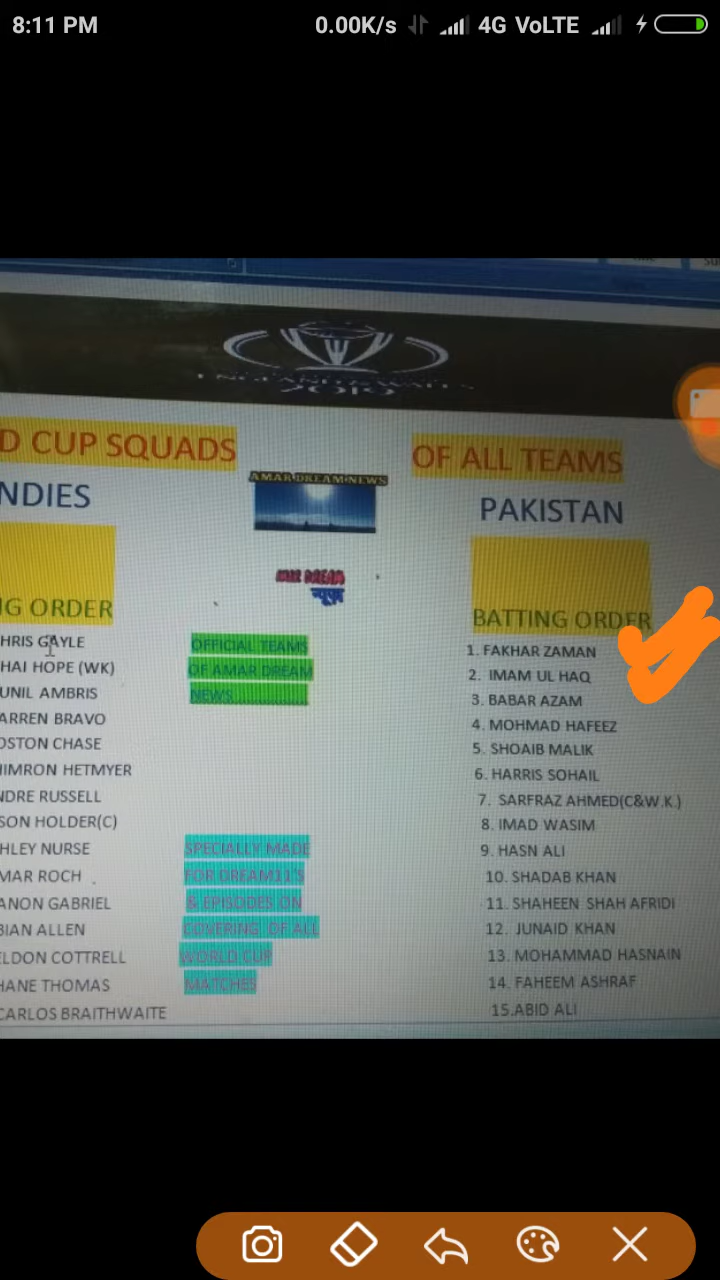 8:11 PM
0.00K/s
4G VoLTE
ENGLAND & WALES
2019
D CUP SQUADS
OF ALL TEAMS
AMAR DREAM NEWS
NDIES
PAKISTAN
AMAR DREAM
न्यूज़
G ORDER
BATTING ORDER
HRIS GAYLE
HAI HOPE (WK)
UNIL AMBRIS
ARREN BRAVO
OSTON CHASE
HIMRON HETMYER
NDRE RUSSELL
SON HOLDER(C)
HLEY NURSE
MAR ROCH
ANON GABRIEL
BIAN ALLEN
ELDON COTTRELL
HANE THOMAS
CARLOS BRAITHWAITE
OFFICIAL TEAMS
OF AMAR DREAM
NEWS
SPECIALLY MADE
FOR DREAM11'S
& EPISODES ON
COVERING OF ALL
WORLD CUP
MATCHES
1. FAKHAR ZAMAN
2. IMAM UL HAQ
3. BABAR AZAM
4. MOHMAD HAFEEZ
5. SHOAIB MALIK
6. HARRIS SOHAIL
7. SARFRAZ AHMED(C&W.K.)
8. IMAD WASIM
9. HASN ALI
10. SHADAB KHAN
11. SHAHEEN SHAH AFRIDI
12. JUNAID KHAN
13. MOHAMMAD HASNAIN
14. FAHEEM ASHRAF
15.ABID ALI